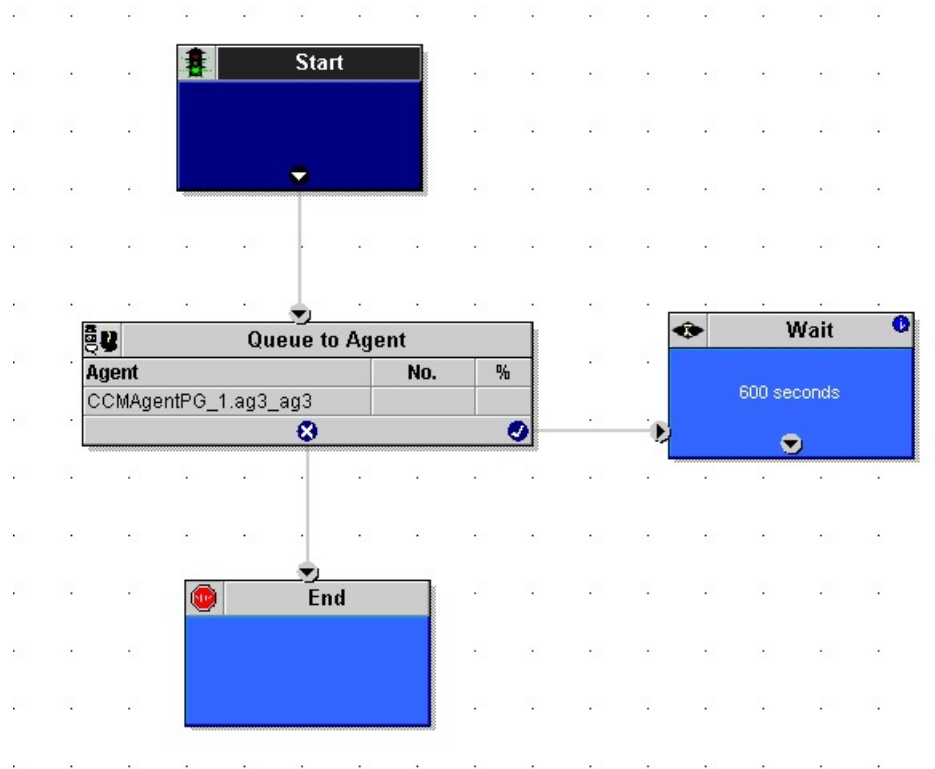 Start
Queue to Agent
Agent No. %
CCMAgentPG_1.ag3_ag3
Wait
600 seconds
End